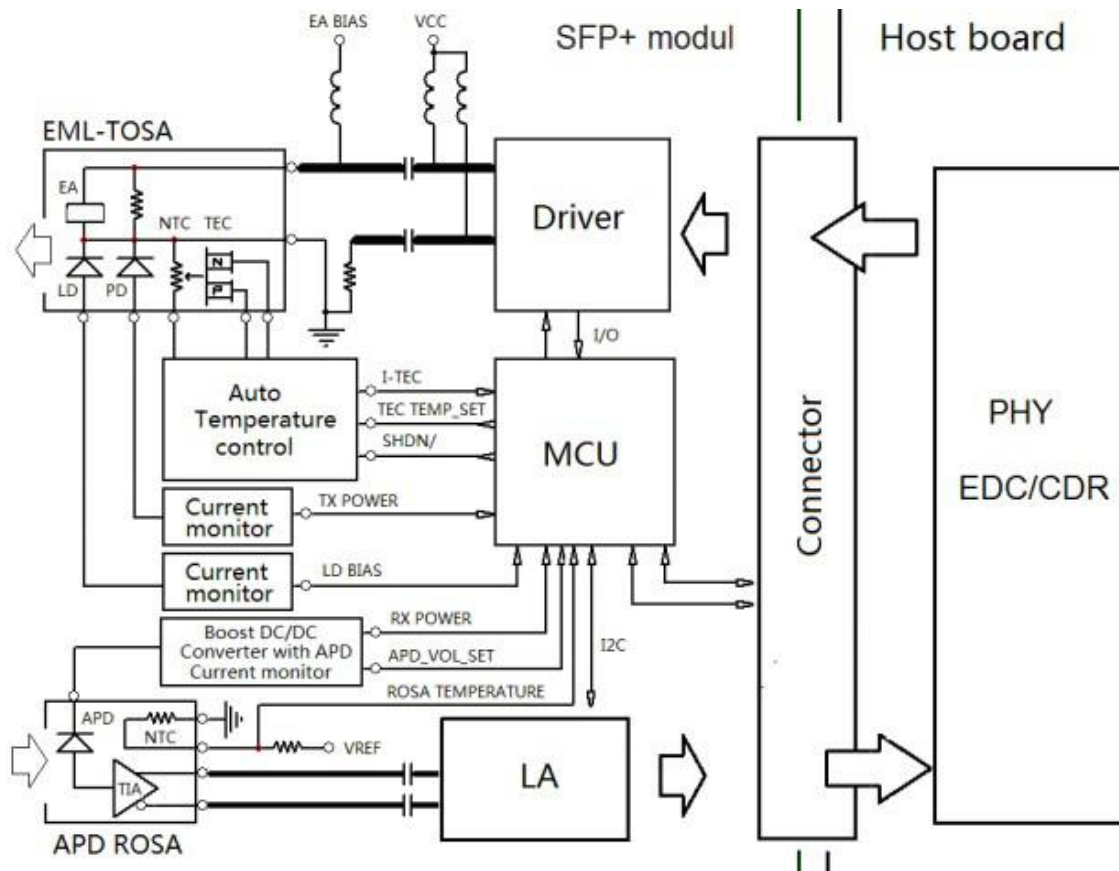 EA BIAS
VCC
SFP+ modul
Host board
EML-TOSA
EA
NTC
TEC
N
P
LD
PD
Driver
I/O
Auto
Temperature
control
I-TEC
TEC TEMP_SET
SHDN/
MCU
Connector
PHY
EDC/CDR
Current
monitor
TX POWER
Current
monitor
LD BIAS
Boost DC/DC
Converter with APD
Current monitor
RX POWER
APD_VOL_SET
I2C
ROSA TEMPERATURE
APD
NTC
VREF
TIA
LA
APD ROSA